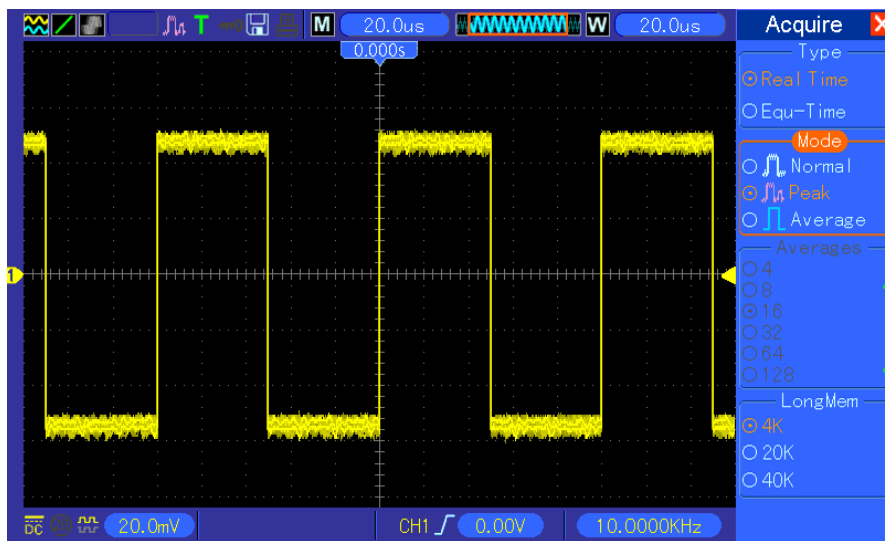 T M 20.0us W 20.0us Acquire X
0.000s
Type
Real Time
Equ-Time
Mode
Normal
Peak
Average
Averages
4
8
16
32
64
128
1
LongMem
4K
20K
40K
DC 20.0mV CH1 0.00V 10.0000KHz